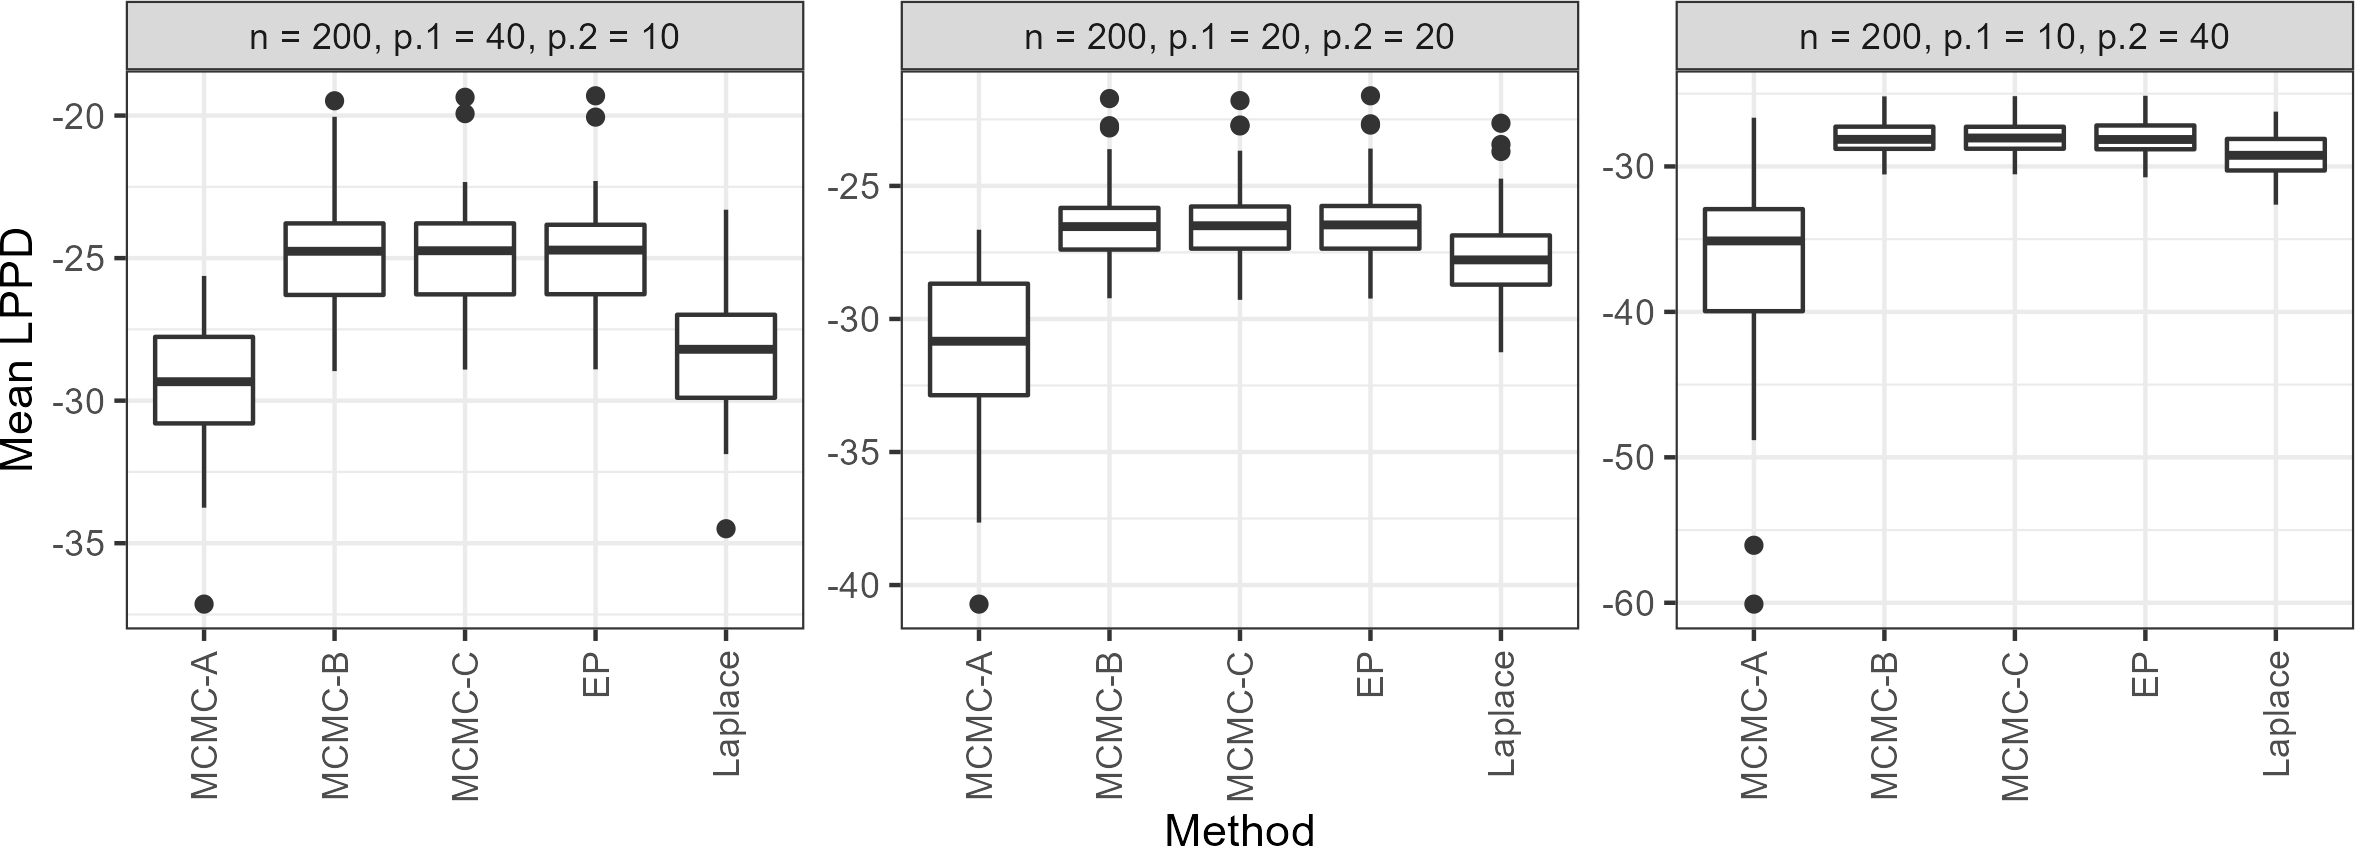 n = 200, p.1 = 40, p.2 = 10
n = 200, p.1 = 20, p.2 = 20
n = 200, p.1 = 10, p.2 = 40
Mean LPPD
-20
-25
-30
-35
-25
-30
-35
-40
-30
-40
-50
-60
MCMC-A
MCMC-B
MCMC-C
EP
Laplace
MCMC-A
MCMC-B
MCMC-C
EP
Laplace
MCMC-A
MCMC-B
MCMC-C
EP
Laplace
Method